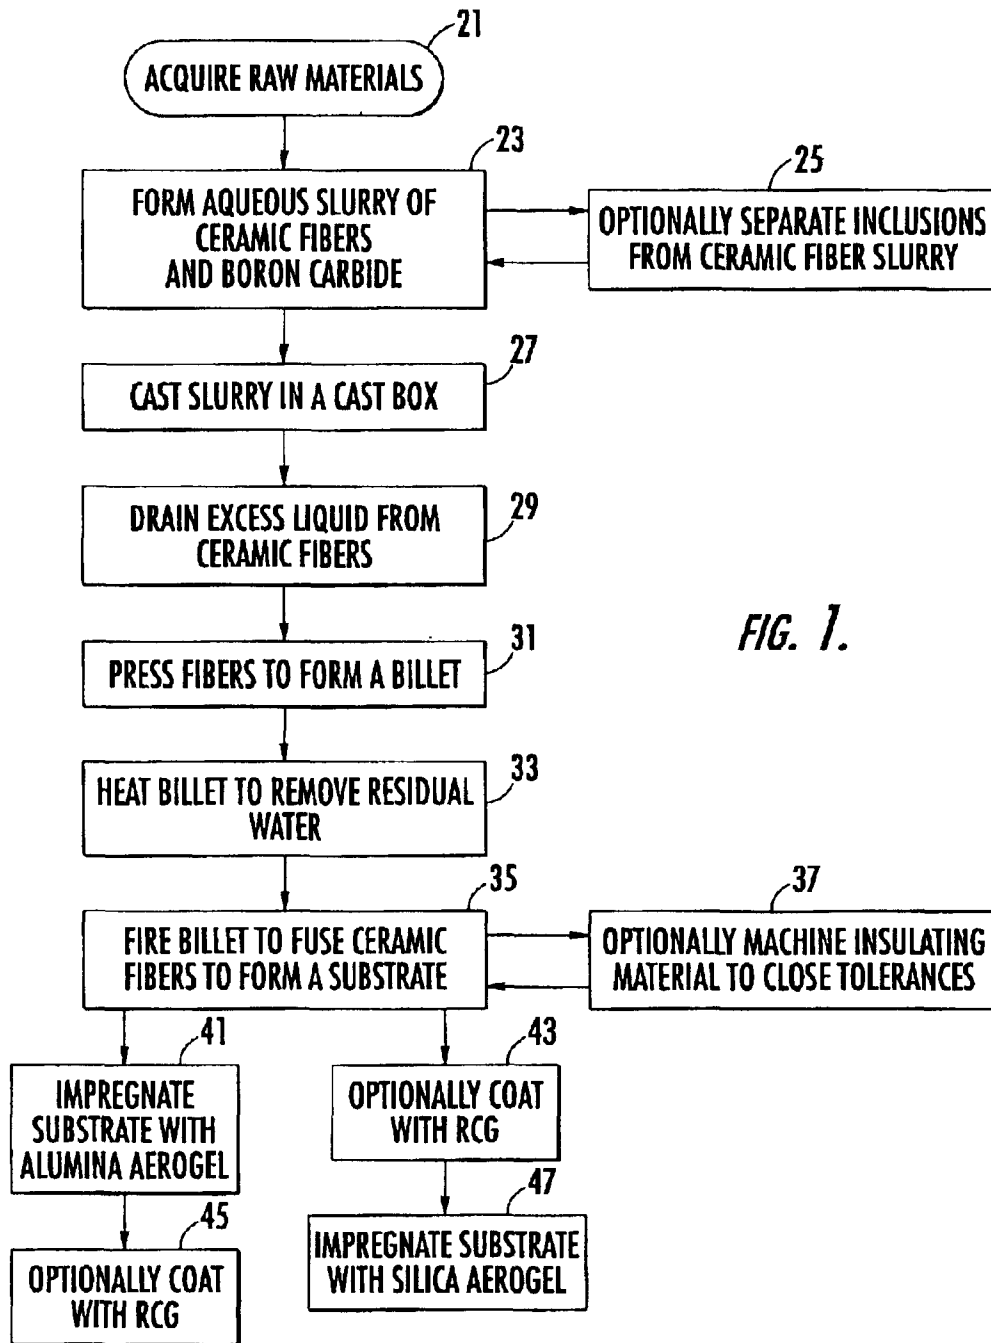 21
ACQUIRE RAW MATERIALS
23
FORM AQUEOUS SLURRY OF
CERAMIC FIBERS
AND BORON CARBIDE
25
OPTIONALLY SEPARATE INCLUSIONS
FROM CERAMIC FIBER SLURRY
27
CAST SLURRY IN A CAST BOX
29
DRAIN EXCESS LIQUID FROM
CERAMIC FIBERS
FIG. 1.
31
PRESS FIBERS TO FORM A BILLET
33
HEAT BILLET TO REMOVE RESIDUAL
WATER
35
FIRE BILLET TO FUSE CERAMIC
FIBERS TO FORM A SUBSTRATE
37
OPTIONALLY MACHINE INSULATING
MATERIAL TO CLOSE TOLERANCES
41
IMPREGNATE
SUBSTRATE WITH
ALUMINA AEROGEL
43
OPTIONALLY COAT
WITH RCG
45
OPTIONALLY COAT
WITH RCG
47
IMPREGNATE SUBSTRATE
WITH SILICA AEROGEL